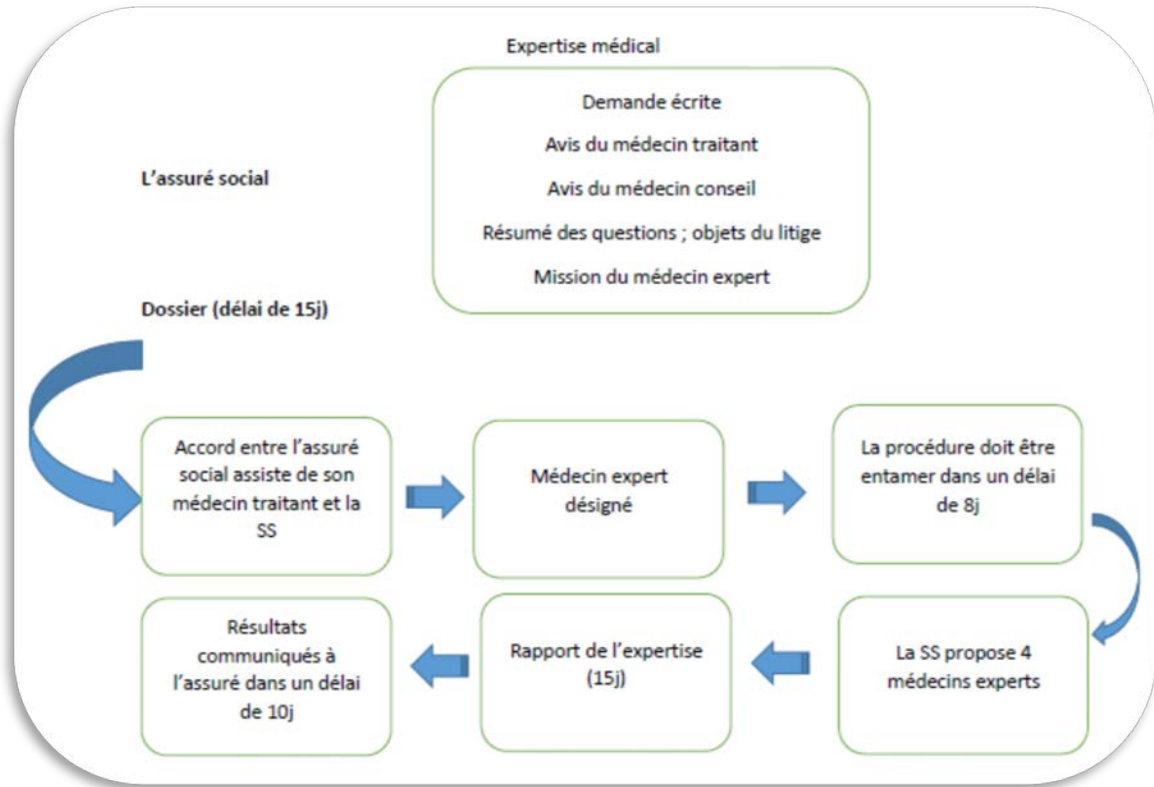 Expertise médical
Demande écrite
Avis du médecin traitant
L'assuré social
Avis du médecin conseil
Résumé des questions ; objets du litige
Mission du médecin expert
Dossier (délai de 15j)
Accord entre l'assuré
social assiste de son
médecin traitant et la
SS
Médecin expert
désigné
La procédure doit être
entamer dans un délai
de 8j
La SS propose 4
médecins experts
Rapport de l'expertise
(15j)
Résultats
communiqués à
l'assuré dans un délai
de 10j